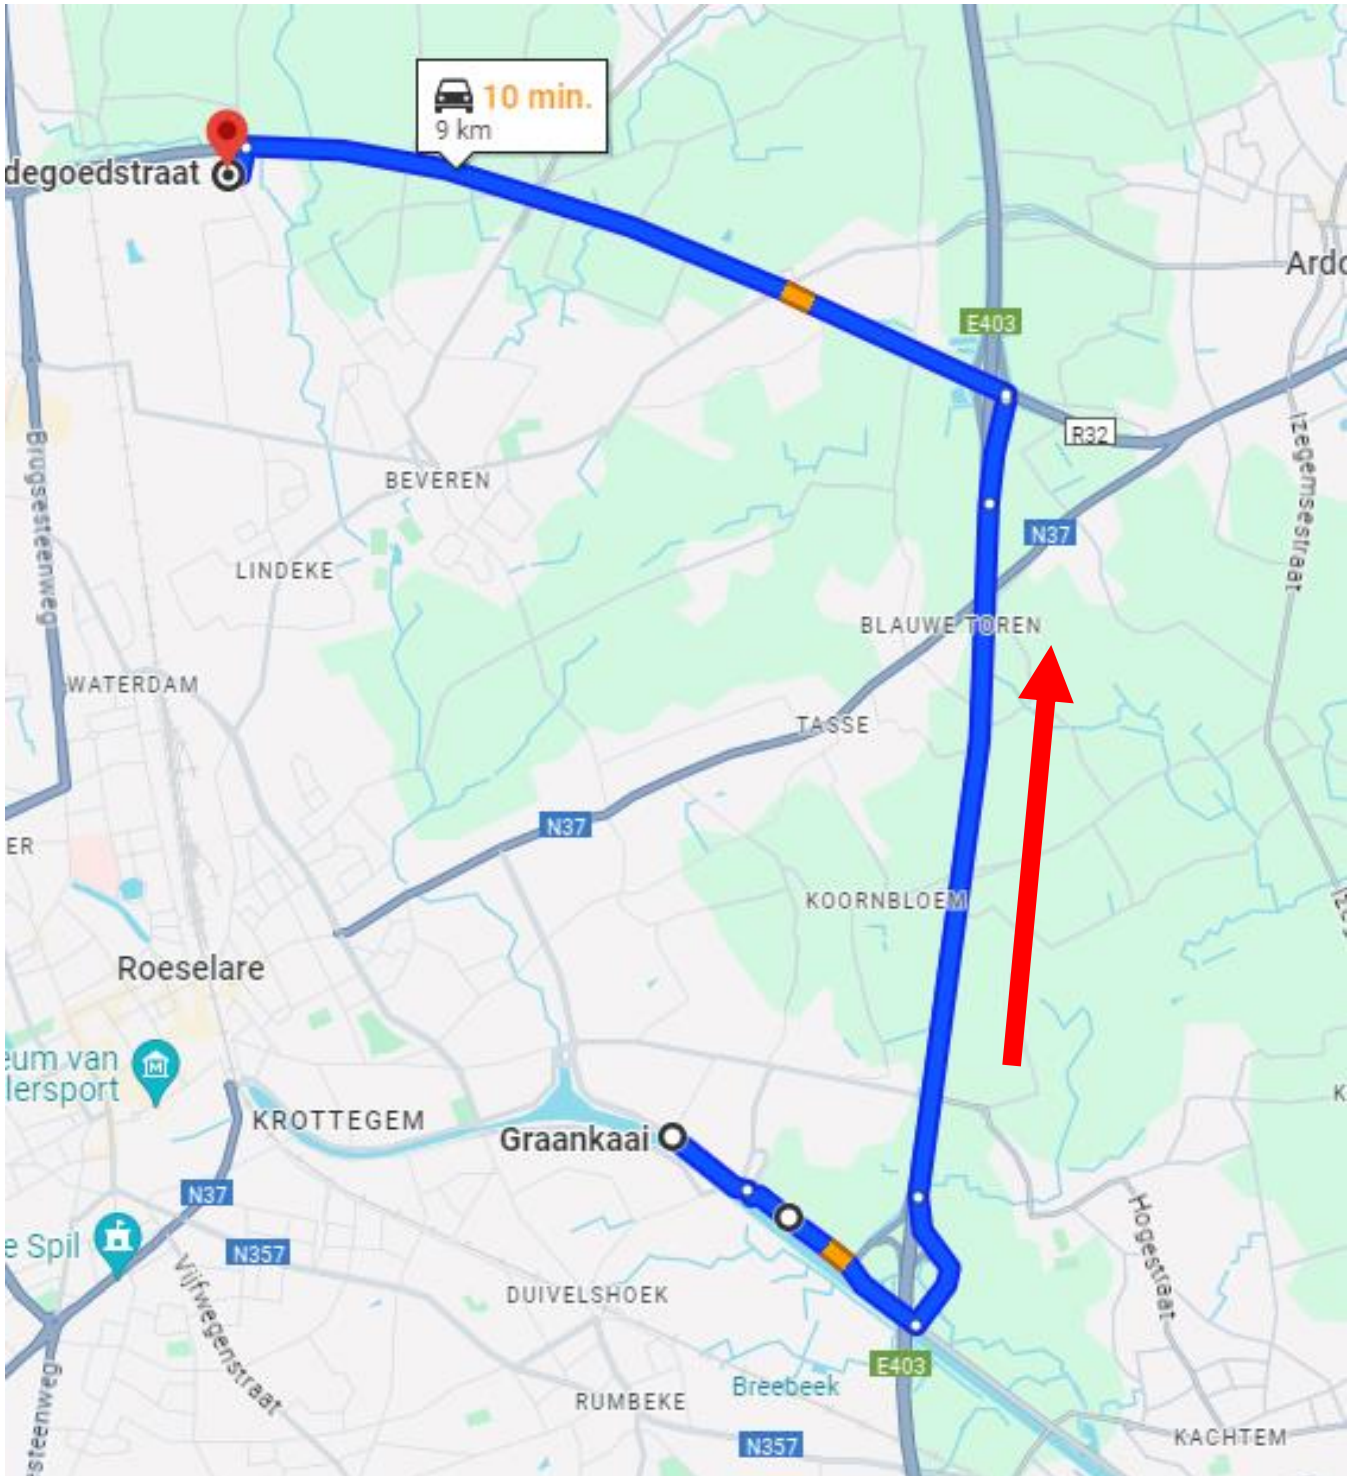 10 min.
9 km
degoedstraat
Ardo
E403
R32
Brugsesteenweg
Izegemsestraat
BEVEREN
N37
LINDEKE
BLAUWE TOREN
WATERDAM
TASSE
N37
ER
KOORNBLOEM
Roeselare
eum van
lersport
KROTTEGEM
Graankaai
K
N37
Hogestraat
e Spil
N357
Vijfwegenstraat
DUIVELSHOEK
E403
Breebeek
RUMBEKE
steenweg
N357
KACHTEM